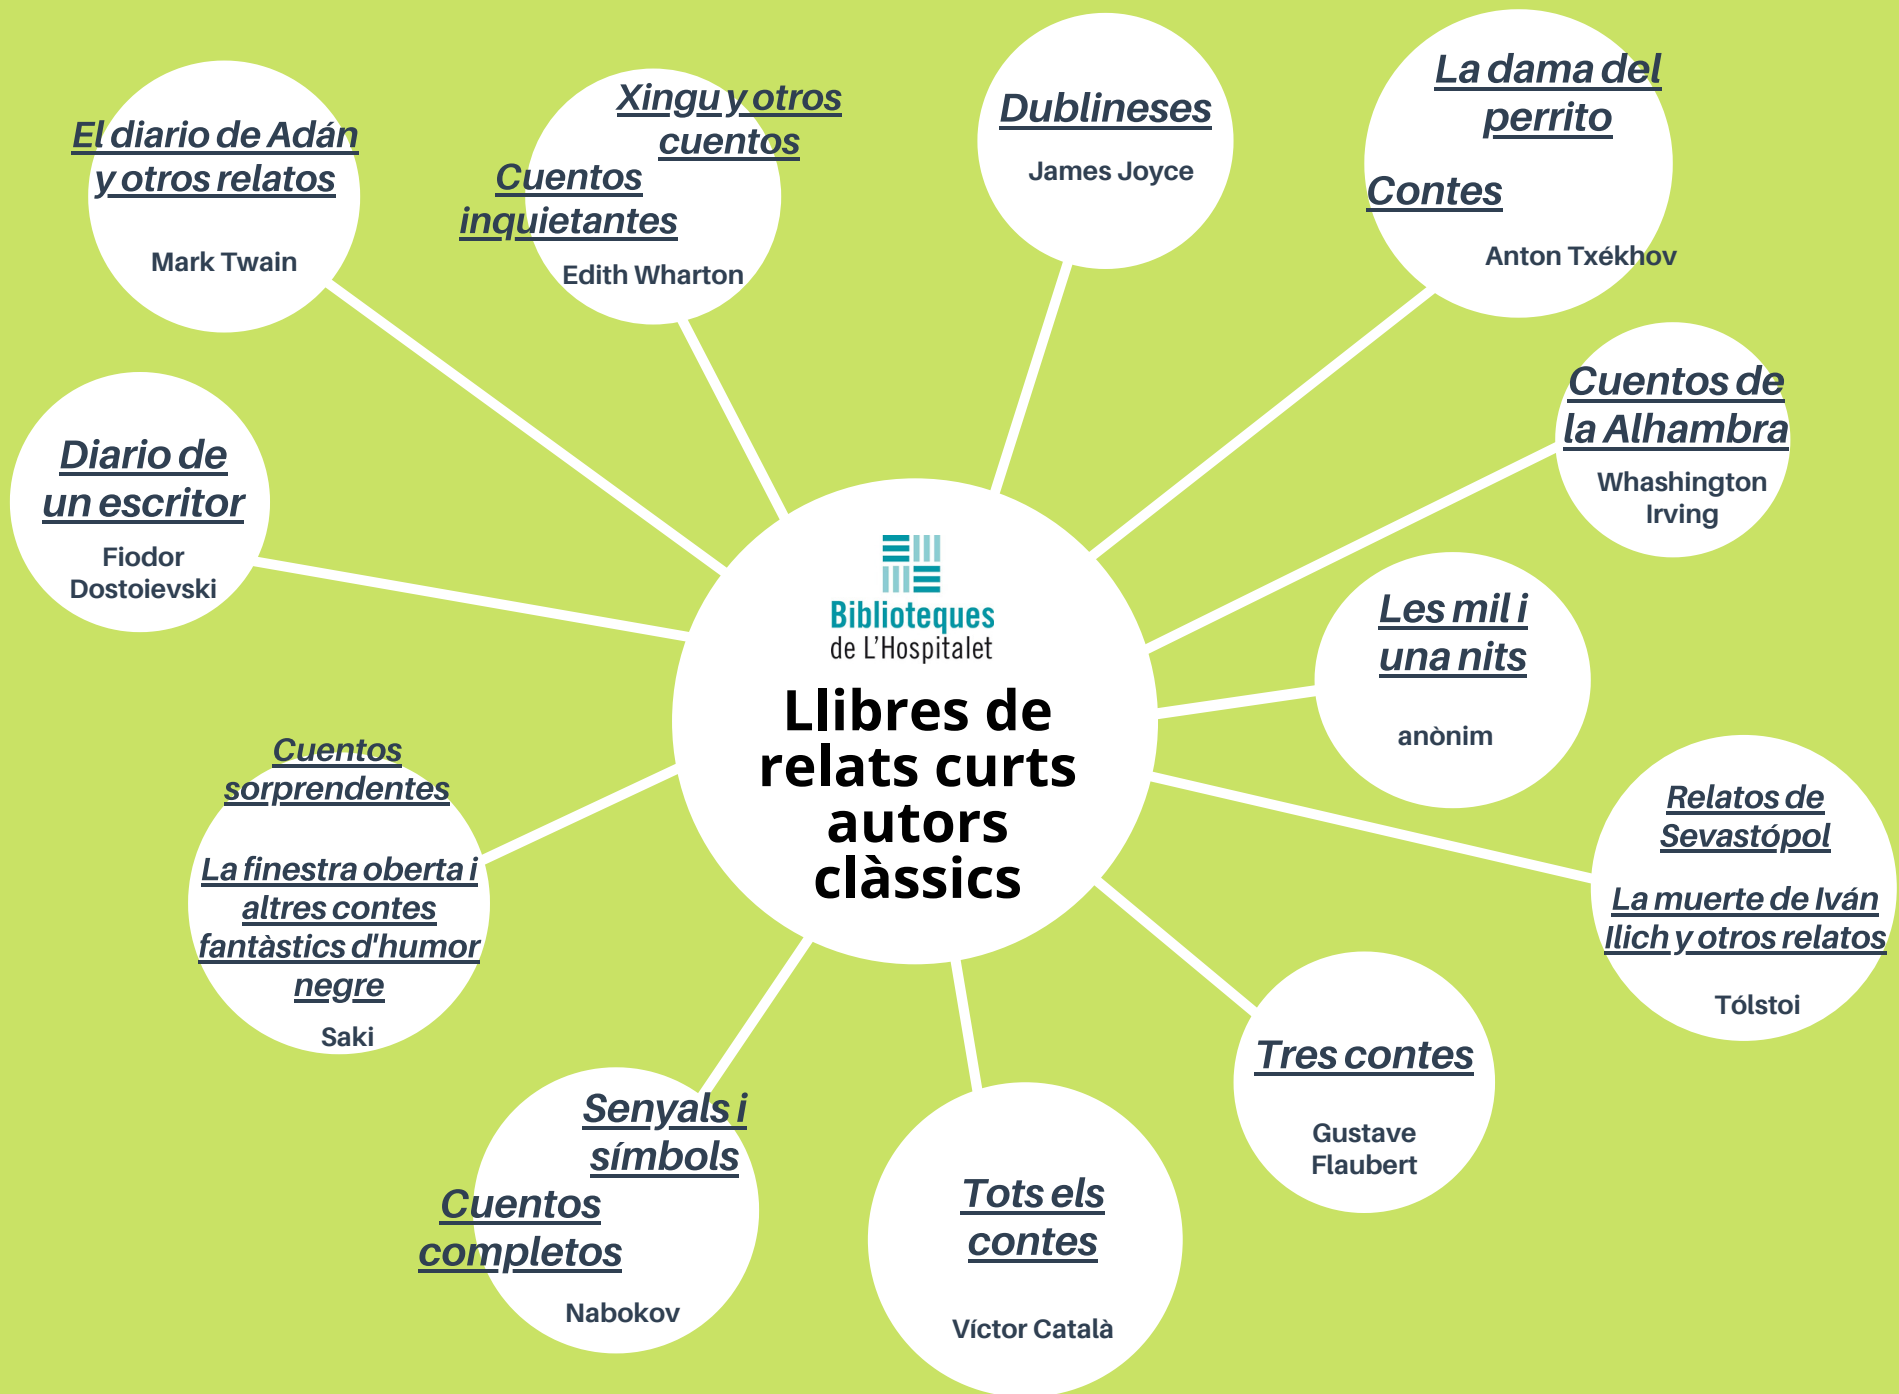 El diario de Adán
y otros relatos
Mark Twain
Xingu y otros
cuentos
Cuentos
inquietantes
Edith Wharton
Dublineses
James Joyce
La dama del
perrito
Contes
Anton Txékhov
Cuentos de
la Alhambra
Whashington
Irving
Diario de
un escritor
Fiodor
Dostoievski
Biblioteques
de L'Hospitalet
Llibres de
relats curts
autors
clàssics
Les mil i
una nits
anònim
Cuentos
sorprendentes
La finestra oberta i
altres contes
fantàstics d'humor
negre
Saki
Relatos de
Sevastópol
La muerte de Iván
Ilich y otros relatos
Tólstoi
Senyals i
símbols
Cuentos
completos
Nabokov
Tots els
contes
Víctor Català
Tres contes
Gustave
Flaubert